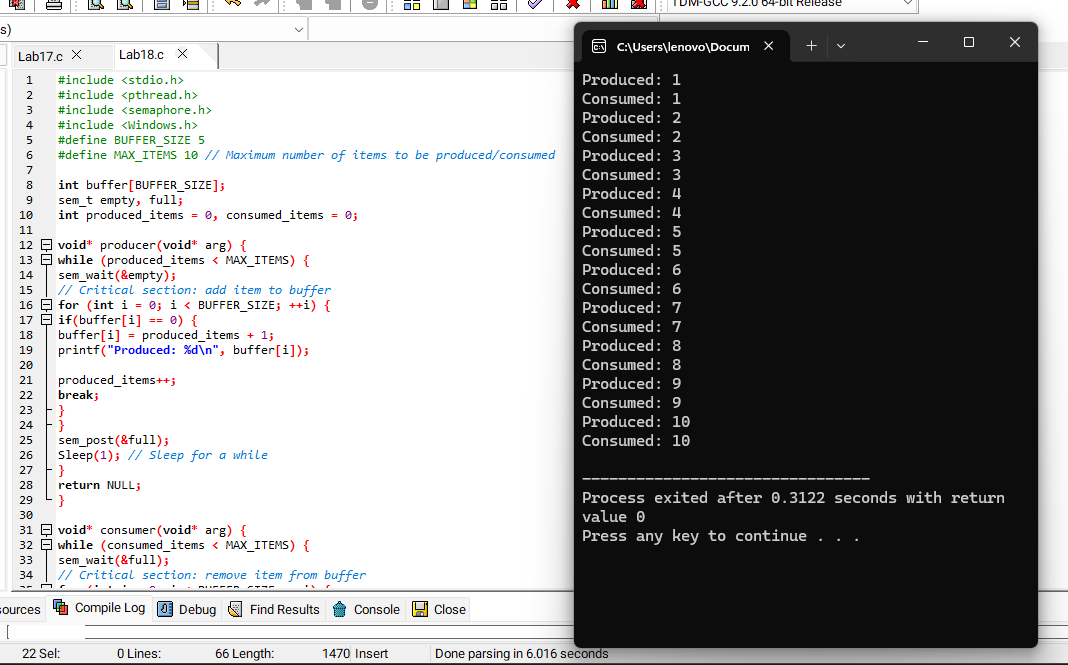 TDM-GCC 9.2.0 64-bit Release
s)
Lab17.c
Lab18.c
1 #include <stdio.h>
2 #include <pthread.h>
3 #include <semaphore.h>
4 #include <Windows.h>
5 #define BUFFER_SIZE 5
6 #define MAX_ITEMS 10 // Maximum number of items to be produced/consumed
7
8 int buffer[BUFFER_SIZE];
9 sem_t empty, full;
10 int produced_items = 0, consumed_items = 0;
11
12 void* producer(void* arg) {
13 while (produced_items < MAX_ITEMS) {
14 sem_wait(&empty);
15 // Critical section: add item to buffer
16 for (int i = 0; i < BUFFER_SIZE; ++i) {
17 if(buffer[i] == 0) {
18 buffer[i] = produced_items + 1;
19 printf("Produced: %d\n", buffer[i]);
20
21 produced_items++;
22 break;
23 }
24 }
25 sem_post(&full);
26 Sleep(1); // Sleep for a while
27 }
28 return NULL;
29 }
30
31 void* consumer(void* arg) {
32 while (consumed_items < MAX_ITEMS) {
33 sem_wait(&full);
34 // Critical section: remove item from buffer
C:\Users\lenovo\Docum
Produced: 1
Consumed: 1
Produced: 2
Consumed: 2
Produced: 3
Consumed: 3
Produced: 4
Consumed: 4
Produced: 5
Consumed: 5
Produced: 6
Consumed: 6
Produced: 7
Consumed: 7
Produced: 8
Consumed: 8
Produced: 9
Consumed: 9
Produced: 10
Consumed: 10
--------------------------------
Process exited after 0.3122 seconds with return
value 0
Press any key to continue . . .
sources Compile Log Debug Find Results Console Close
22 Sel: 0 Lines: 66 Length: 1470 Insert Done parsing in 6.016 seconds